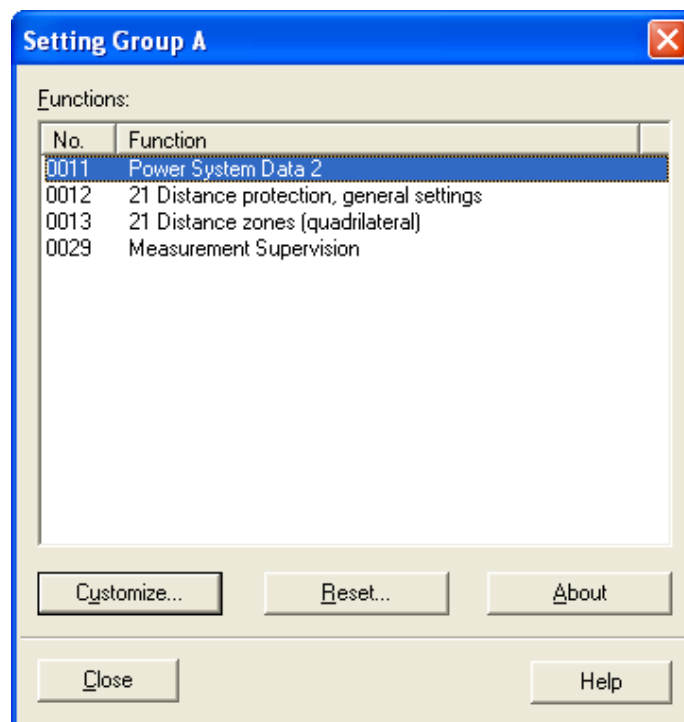 Setting Group A
Functions:
No. Function
0011 Power System Data 2
0012 21 Distance protection, general settings
0013 21 Distance zones (quadrilateral)
0029 Measurement Supervision
Customize... Reset... About
Close Help